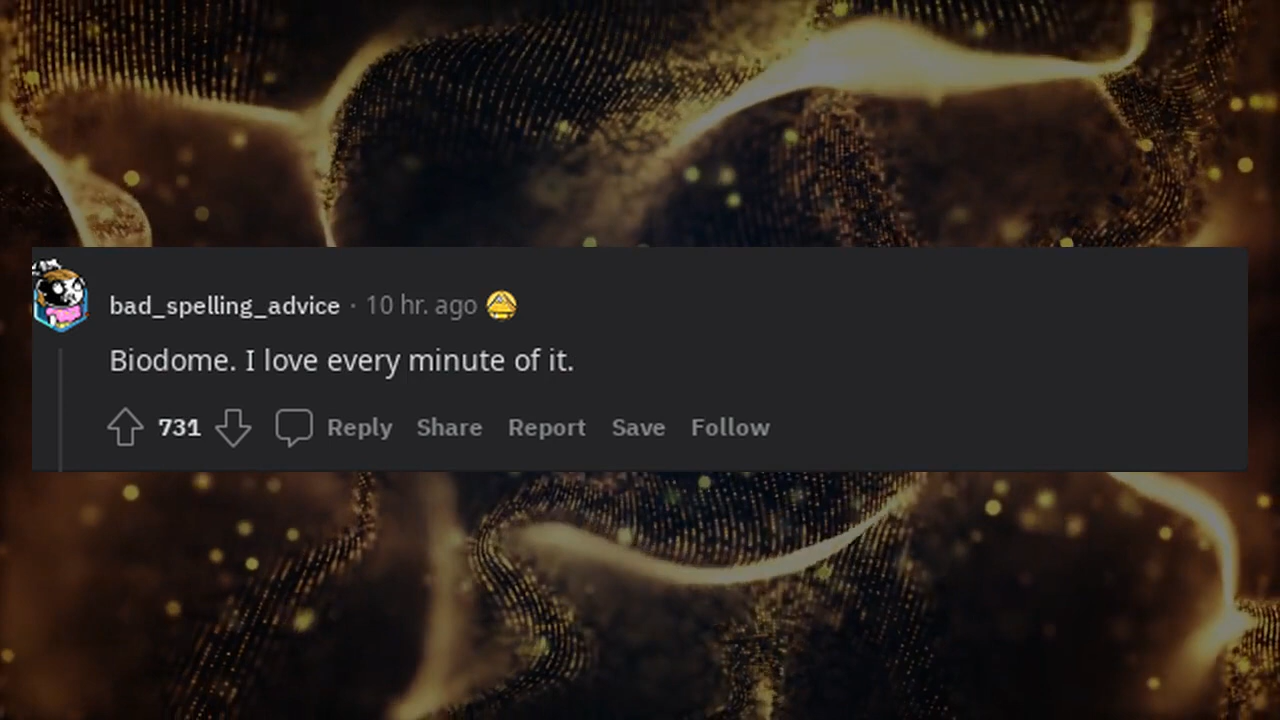 bad_spelling_advice · 10 hr. ago
Biodome. I love every minute of it.
731 Reply Share Report Save Follow